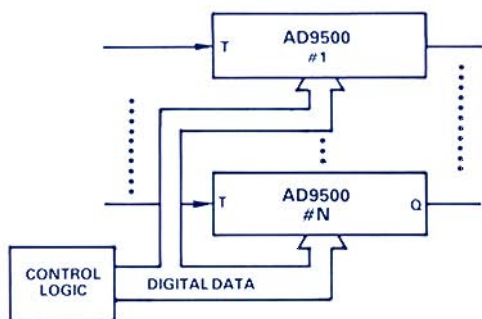 AD9500
T
#1
AD9500
T
Q
#N
CONTROL
LOGIC
DIGITAL DATA